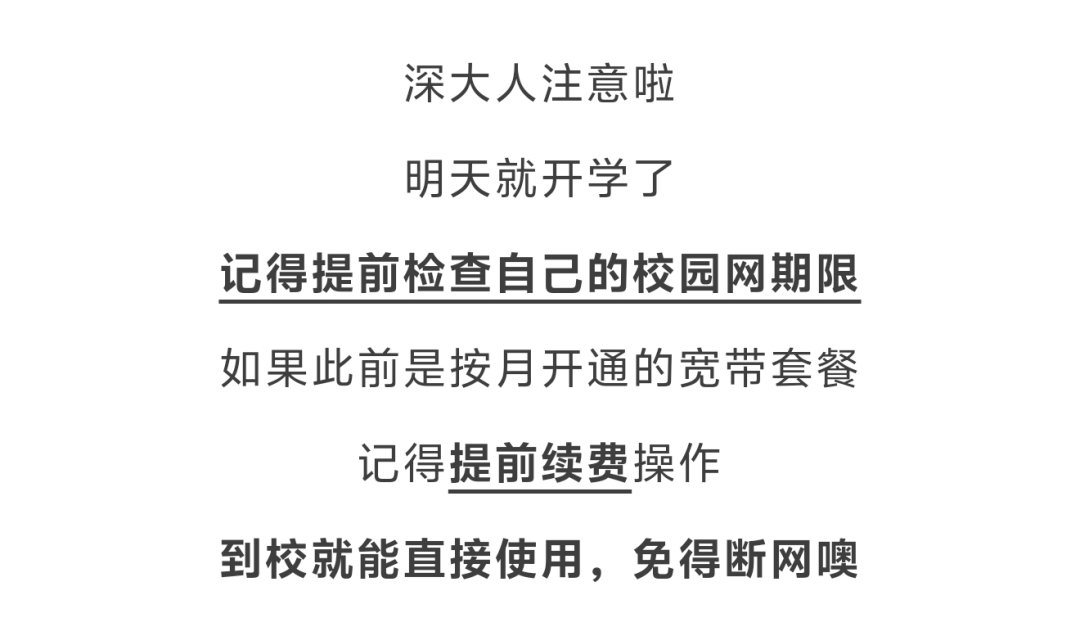 深大人注意啦
明天就开学了
记得提前检查自己的校园网期限
如果此前是按月开通的宽带套餐
记得提前续费操作
到校就能直接使用，免得断网噢